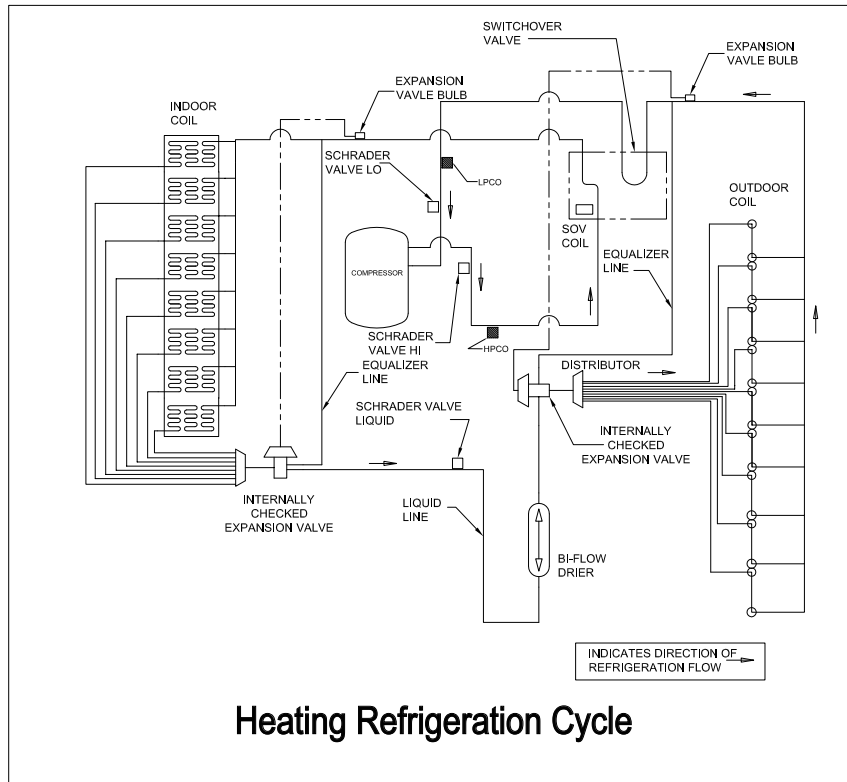 SWITCHOVER
VALVE
EXPANSION
VAVLE BULB
EXPANSION
VAVLE BULB
INDOOR
COIL
SCHRADER
VALVE LO
LPCO
OUTDOOR
COIL
SOV
COIL
EQUALIZER
LINE
COMPRESSOR
SCHRADER
VALVE HI
HPCO
EQUALIZER
LINE
DISTRIBUTOR
SCHRADER VALVE
LIQUID
INTERNALLY
CHECKED
EXPANSION VALVE
INTERNALLY
CHECKED
EXPANSION VALVE
LIQUID
LINE
BI-FLOW
DRIER
INDICATES DIRECTION OF
REFRIGERATION FLOW
Heating Refrigeration Cycle